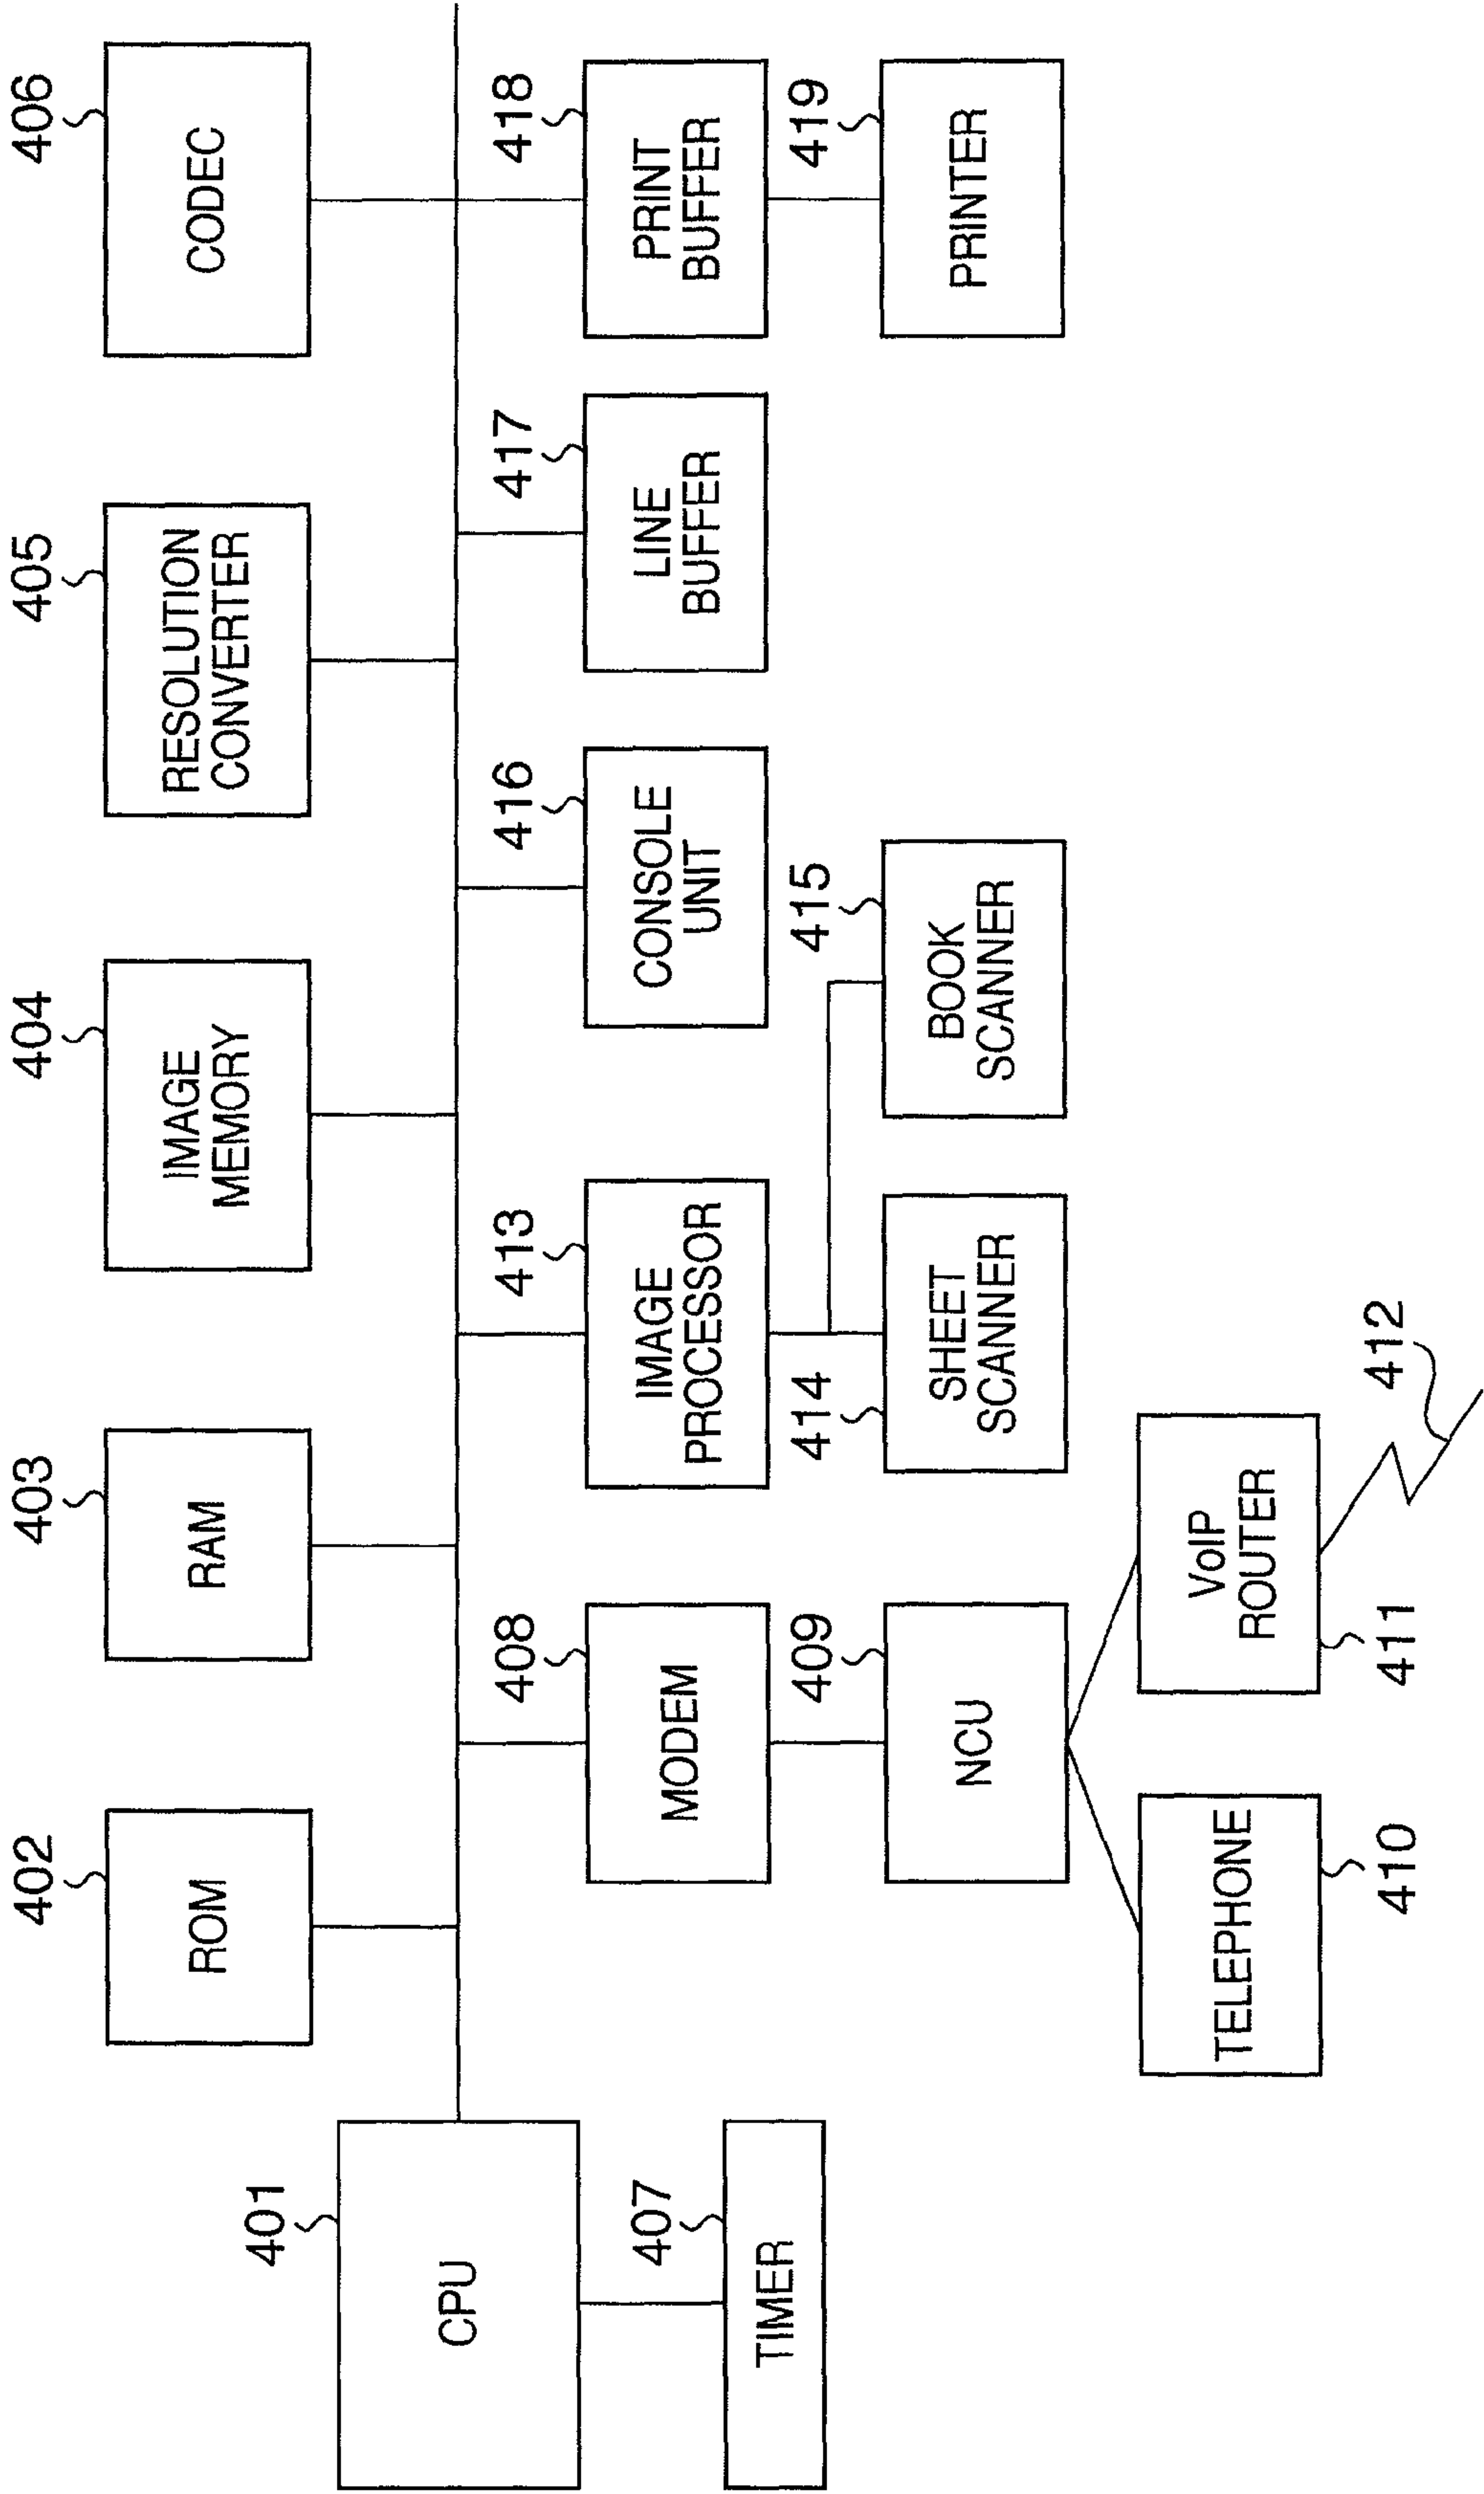 402
403
404
405
406
ROM
RAM
IMAGE
MEMORY
RESOLUTION
CONVERTER
CODEC
401
CPU
408
413
416
417
418
MODEM
IMAGE
PROCESSOR
CONSOLE
UNIT
LINE
BUFFER
PRINT
BUFFER
407
TIMER
409
414
415
419
NCU
SHEET
SCANNER
BOOK
SCANNER
PRINTER
TELEPHONE
VoIP
ROUTER
410
411
412